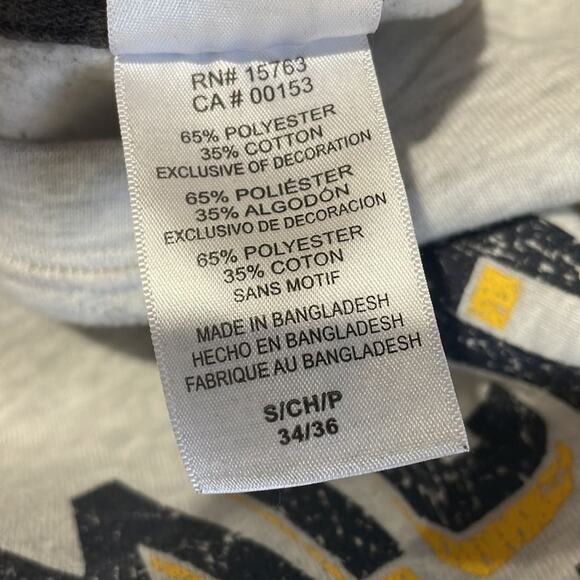 RN# 15763
CA # 00153
65% POLYESTER
35% COTTON
EXCLUSIVE OF DECORATION
65% POLIÉSTER
35% ALGODÓN
EXCLUSIVO DE DECORACION
65% POLYESTER
35% COTON
SANS MOTIF
MADE IN BANGLADESH
HECHO EN BANGLADESH
FABRIQUE AU BANGLADESH
S/CH/P
34/36